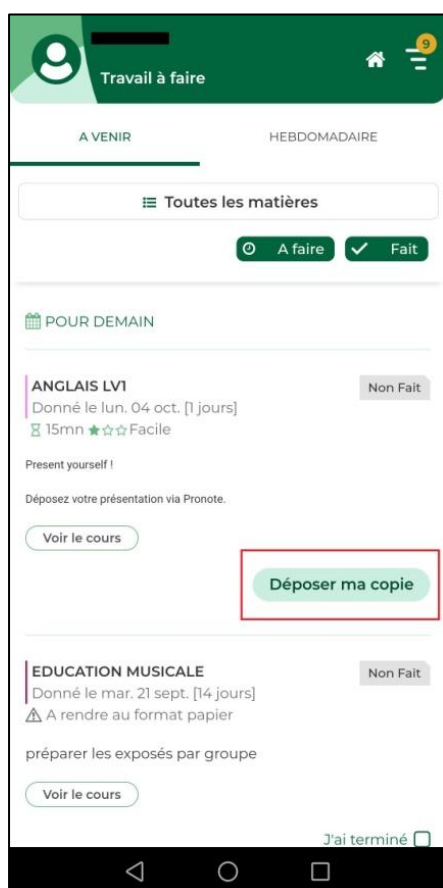 9
Travail à faire
A VENIR
HEBDOMADAIRE
Toutes les matières
A faire
Fait
POUR DEMAIN
ANGLAIS LV1
Non Fait
Donné le lun. 04 oct. [1 jours]
15mn ★☆☆ Facile
Present yourself !
Déposez votre présentation via Pronote.
Voir le cours
Déposer ma copie
EDUCATION MUSICALE
Non Fait
Donné le mar. 21 sept. [14 jours]
A rendre au format papier
préparer les exposés par groupe
Voir le cours
J'ai terminé